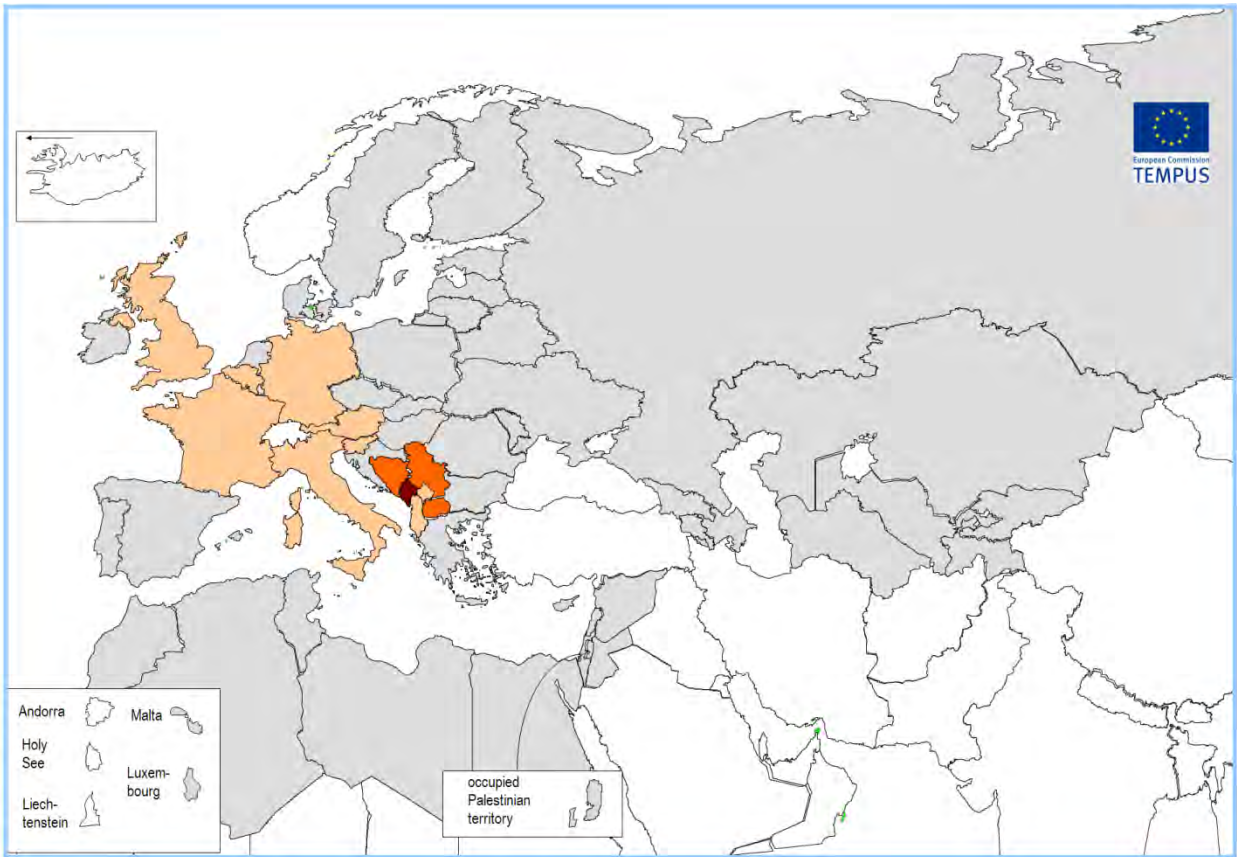 European Commission
TEMPUS
Andorra
Malta
Holy
See
Luxem-
bourg
Liech-
tenstein
occupied
Palestinian
territory